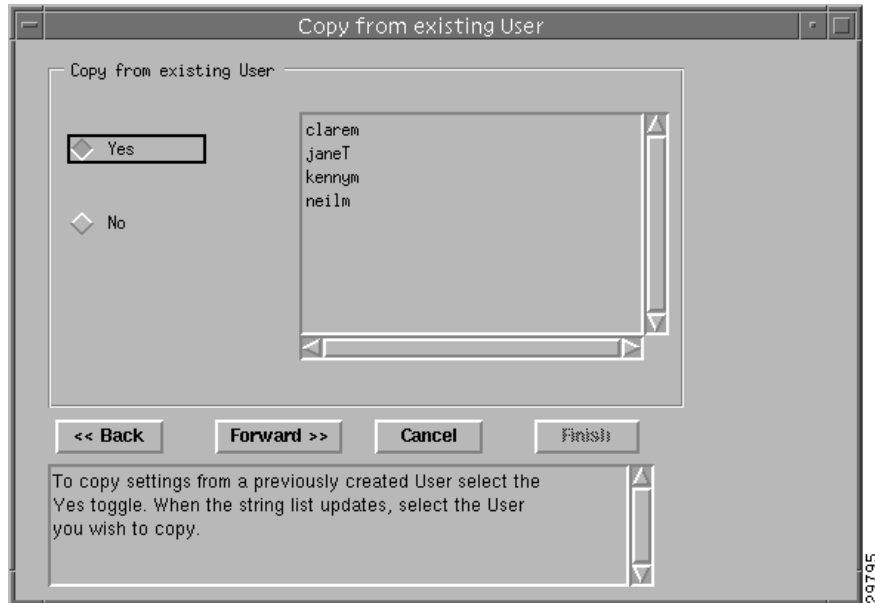 Copy from existing User
Copy from existing User
Yes
No
clarem
janeT
kennym
neilm
<< Back
Forward >>
Cancel
Finish
To copy settings from a previously created User select the
Yes toggle. When the string list updates, select the User
you wish to copy.
29795